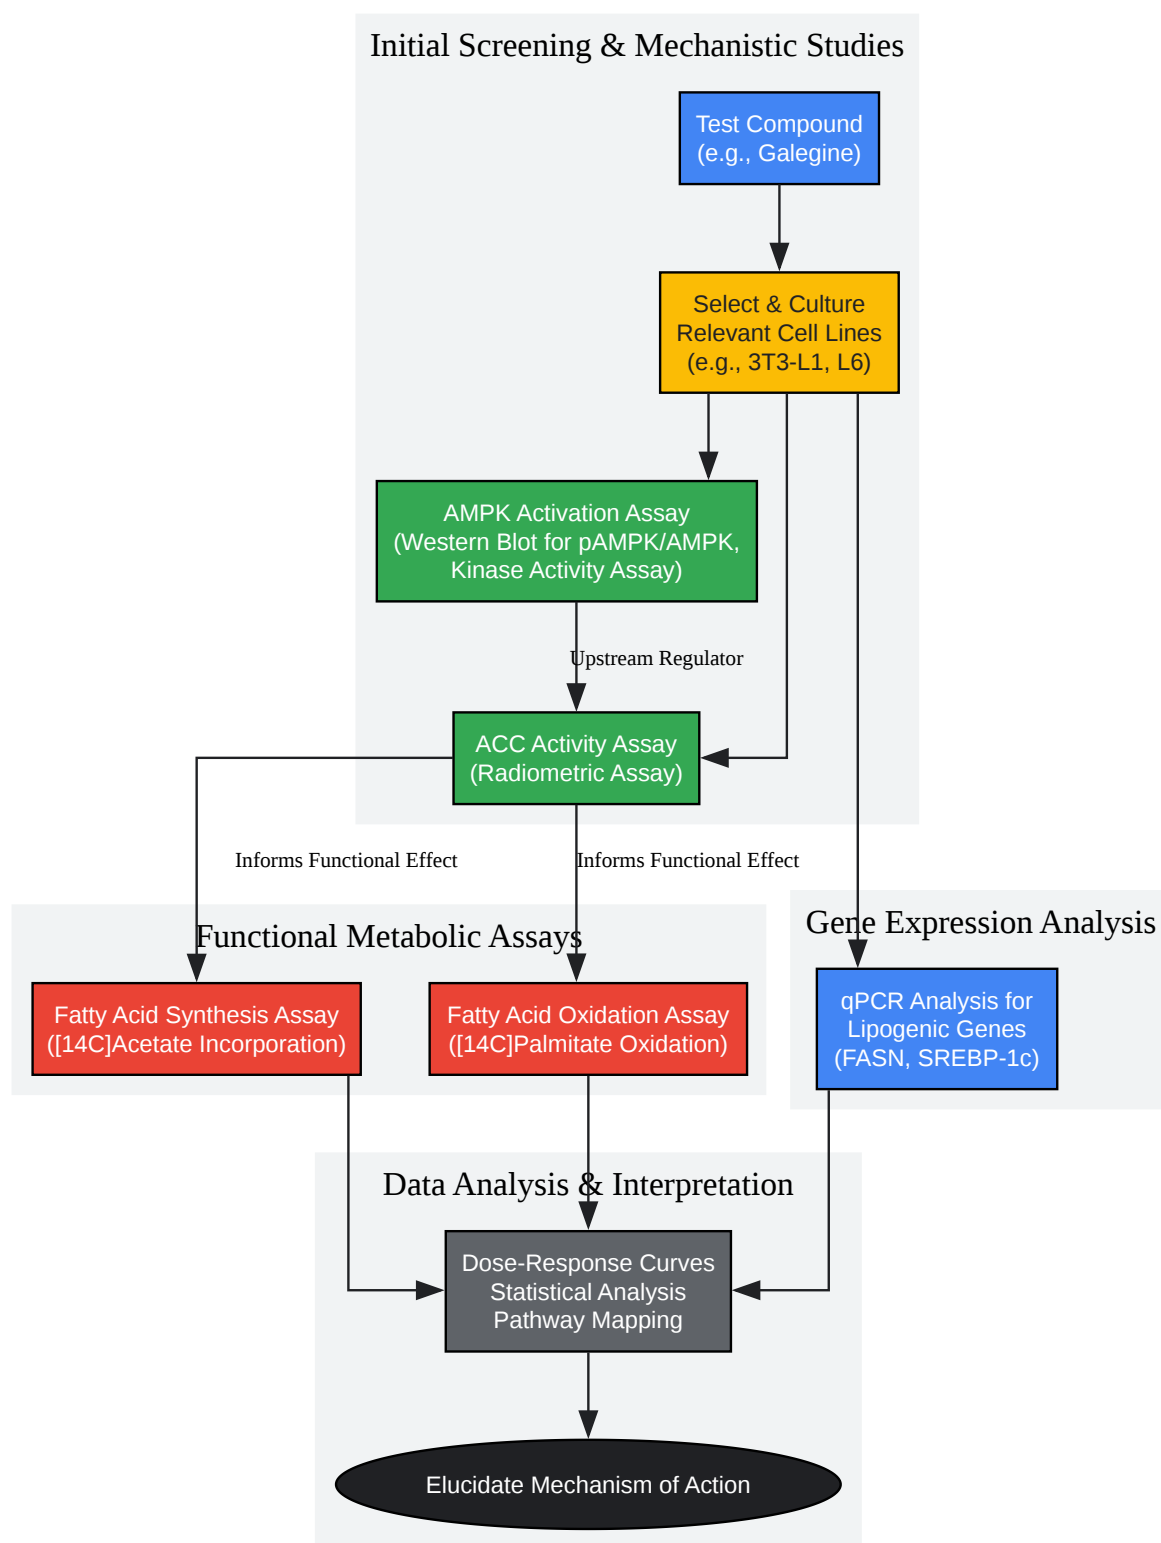 Initial Screening & Mechanistic Studies
Test Compound
(e.g., Galegine)
Select & Culture
Relevant Cell Lines
(e.g., 3T3-L1, L6)
AMPK Activation Assay
(Western Blot for pAMPK/AMPK,
Kinase Activity Assay)
Upstream Regulator
ACC Activity Assay
(Radiometric Assay)
Informs Functional Effect
Informs Functional Effect
Functional Metabolic Assays
Gene Expression Analysis
Fatty Acid Synthesis Assay
([14C]Acetate Incorporation)
Fatty Acid Oxidation Assay
([14C]Palmitate Oxidation)
qPCR Analysis for
Lipogenic Genes
(FASN, SREBP-1c)
Data Analysis & Interpretation
Dose-Response Curves
Statistical Analysis
Pathway Mapping
Elucidate Mechanism of Action